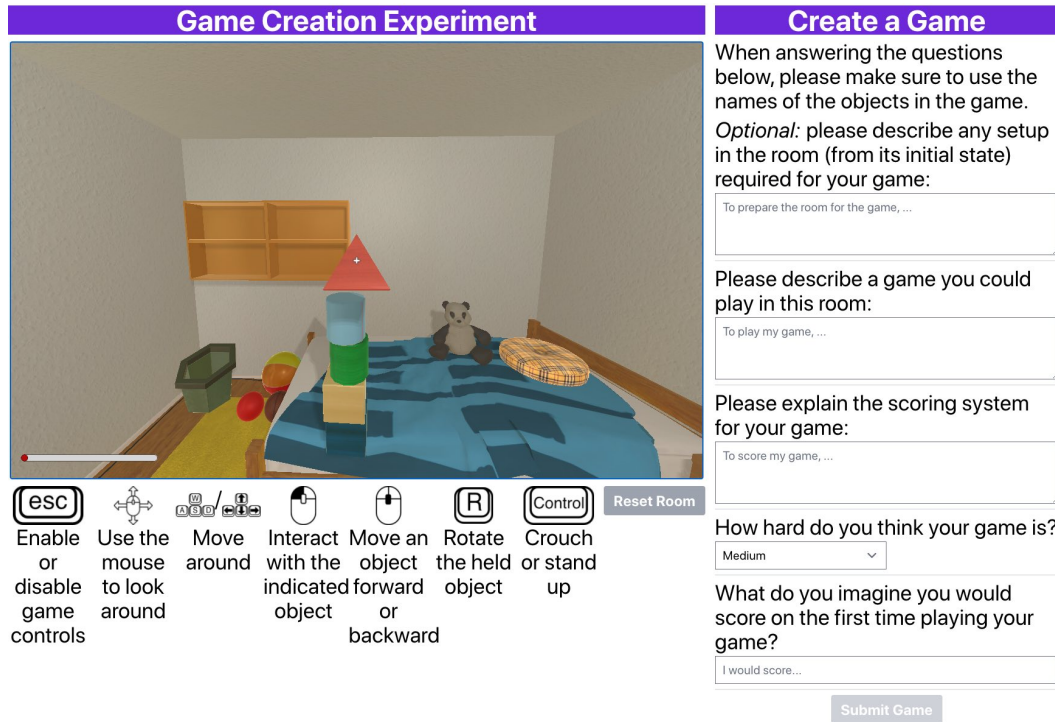 Game Creation Experiment
esc
Enable
or
disable
game
controls
Use the
mouse
to look
around
W
A S D
/
Move
around
Interact
with the
indicated
object
Move an
object
forward
or
backward
R
Rotate
the held
object
Control
Crouch
or stand
up
Reset Room
Create a Game
When answering the questions
below, please make sure to use the
names of the objects in the game.
Optional: please describe any setup
in the room (from its initial state)
required for your game:
To prepare the room for the game, ...
Please describe a game you could
play in this room:
To play my game, ...
Please explain the scoring system
for your game:
To score my game, ...
How hard do you think your game is?
Medium
What do you imagine you would
score on the first time playing your
game?
I would score...
Submit Game